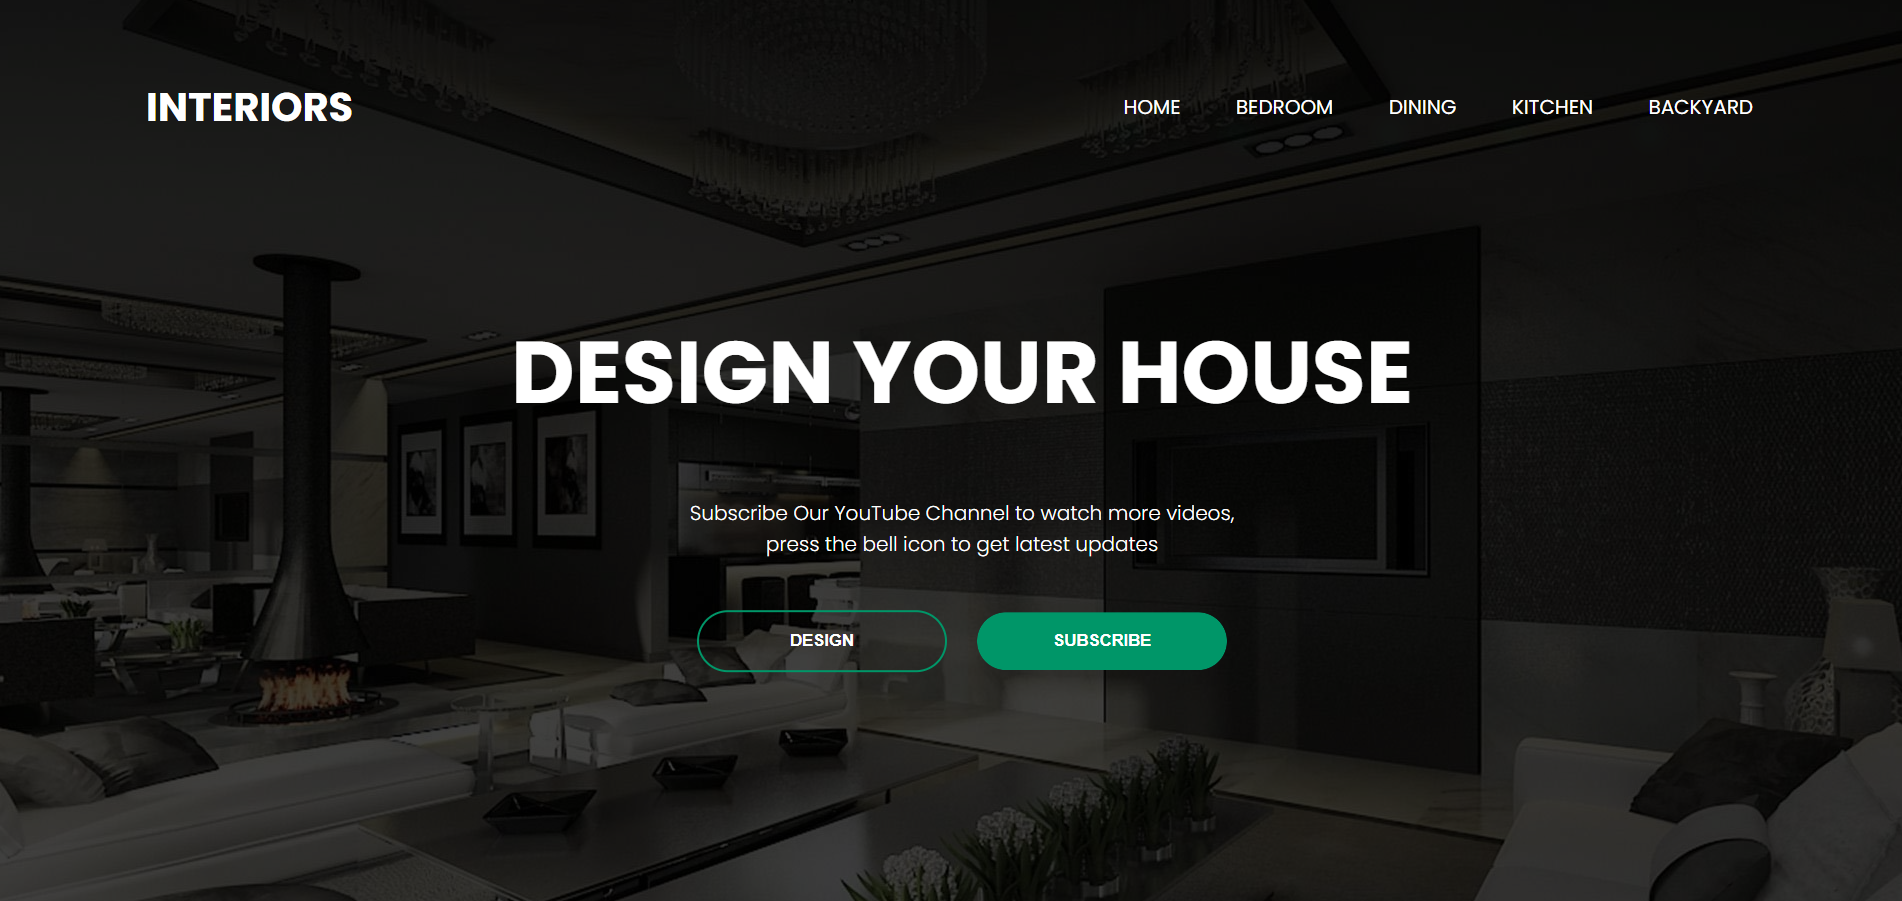 INTERIORS
HOME BEDROOM DINING KITCHEN BACKYARD
DESIGN YOUR HOUSE
Subscribe Our YouTube Channel to watch more videos,
press the bell icon to get latest updates
DESIGN SUBSCRIBE